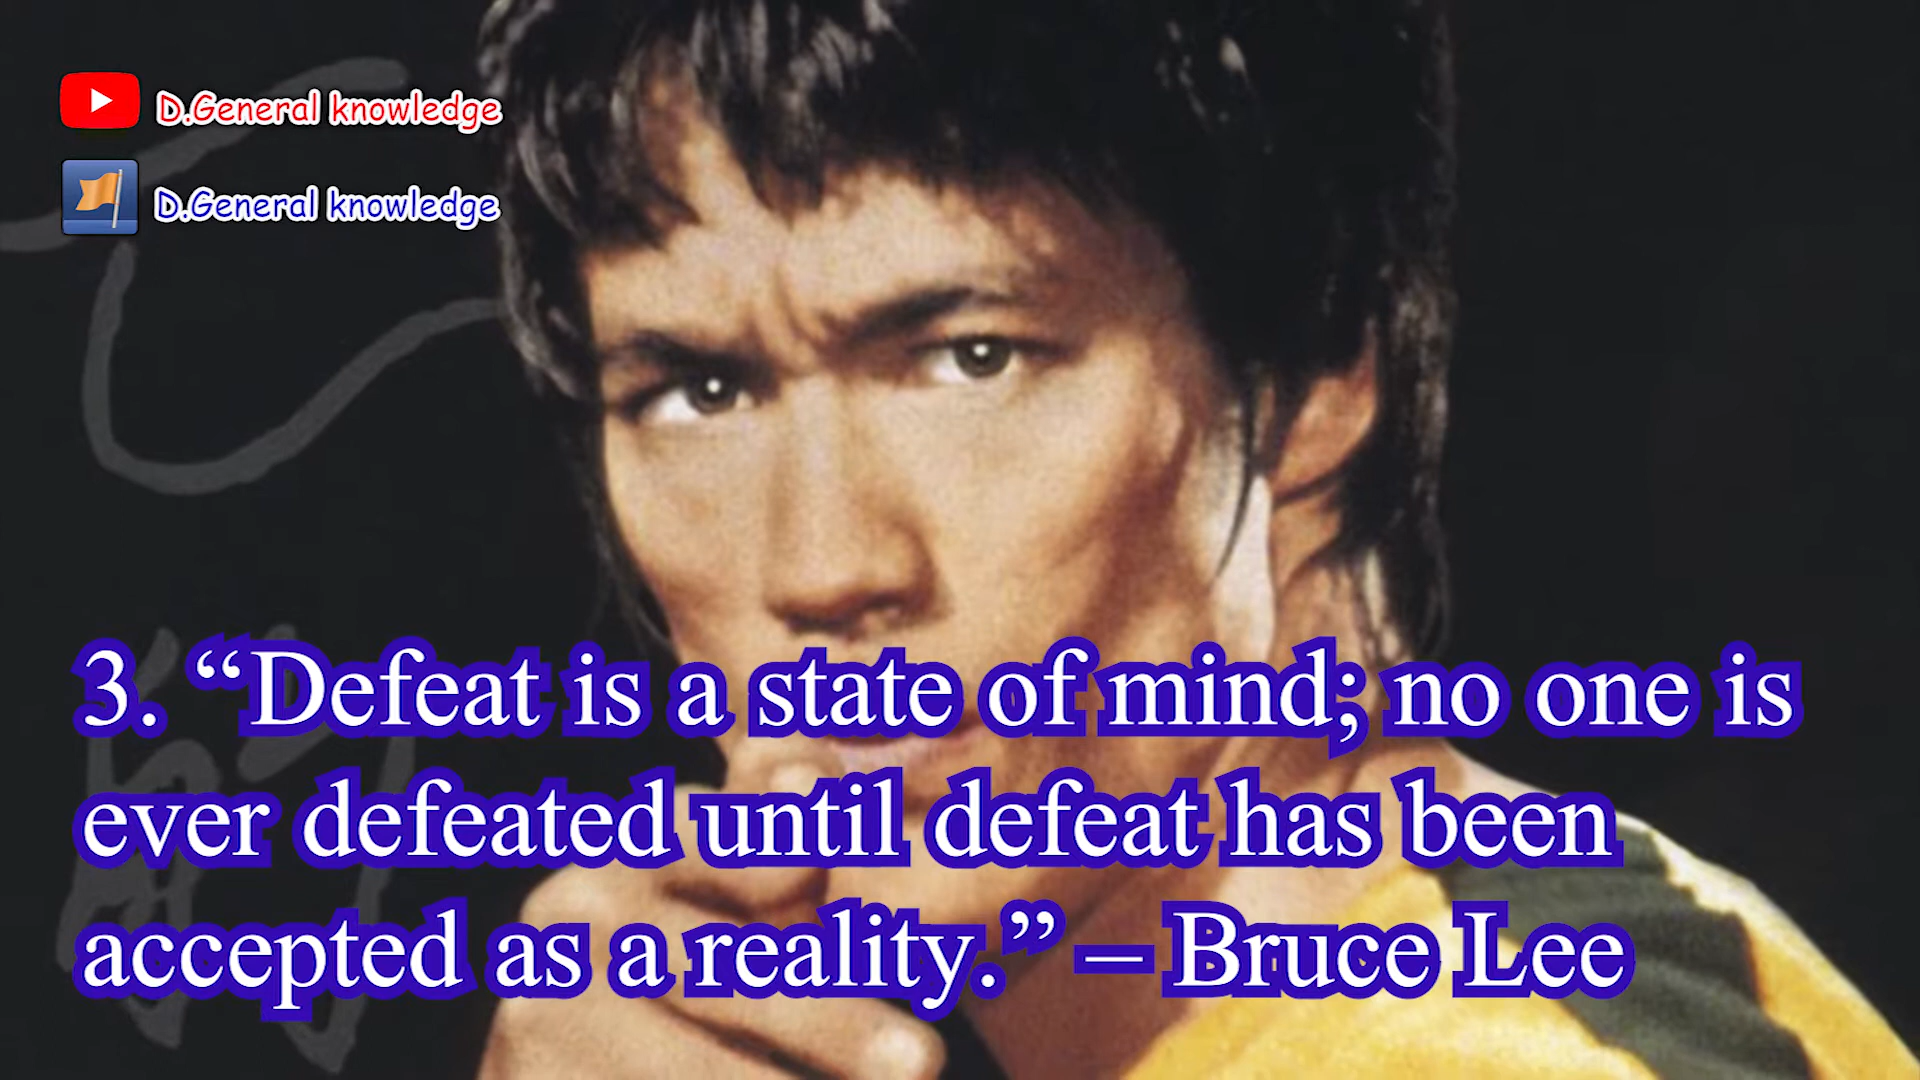 D.General knowledge
D.General knowledge
3. “Defeat is a state of mind; no one is
ever defeated until defeat has been
accepted as a reality.” – Bruce Lee